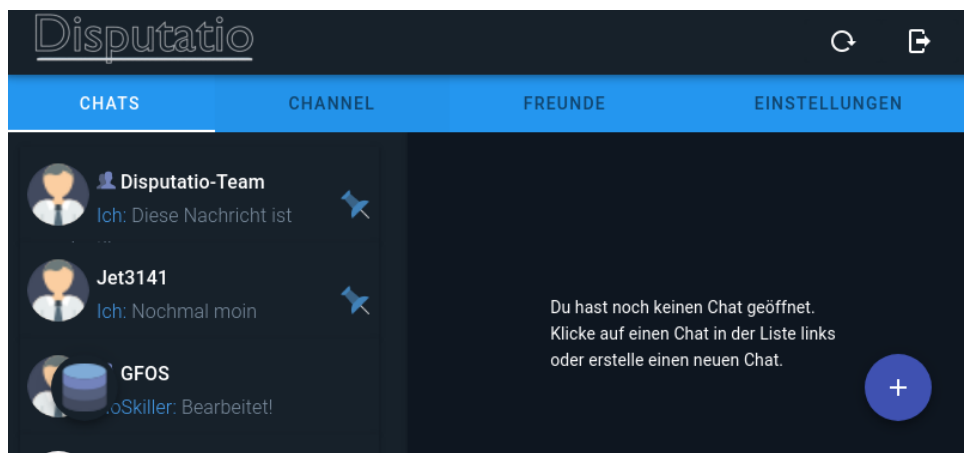 Disputatio
CHATS CHANNEL FREUNDE EINSTELLUNGEN
Disputatio-Team
Ich: Diese Nachricht ist
Jet3141
Ich: Nochmal moin
GFOS
oSkiller: Bearbeitet!
Du hast noch keinen Chat geöffnet.
Klicke auf einen Chat in der Liste links
oder erstelle einen neuen Chat.
+